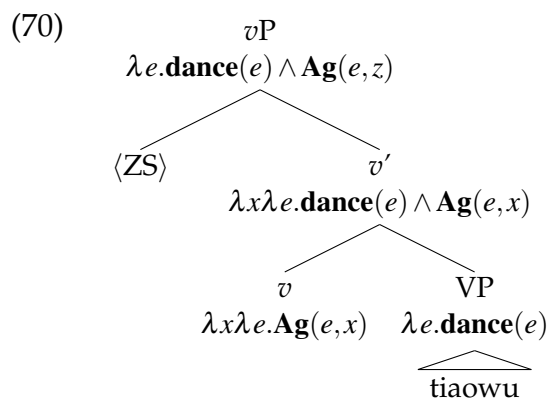 (70)
vP
λe.dance(e) ∧ Ag(e,z)
⟨ZS⟩ v′
λxλe.dance(e) ∧ Ag(e,x)
v VP
λxλe.Ag(e,x) λe.dance(e)
tiaowu